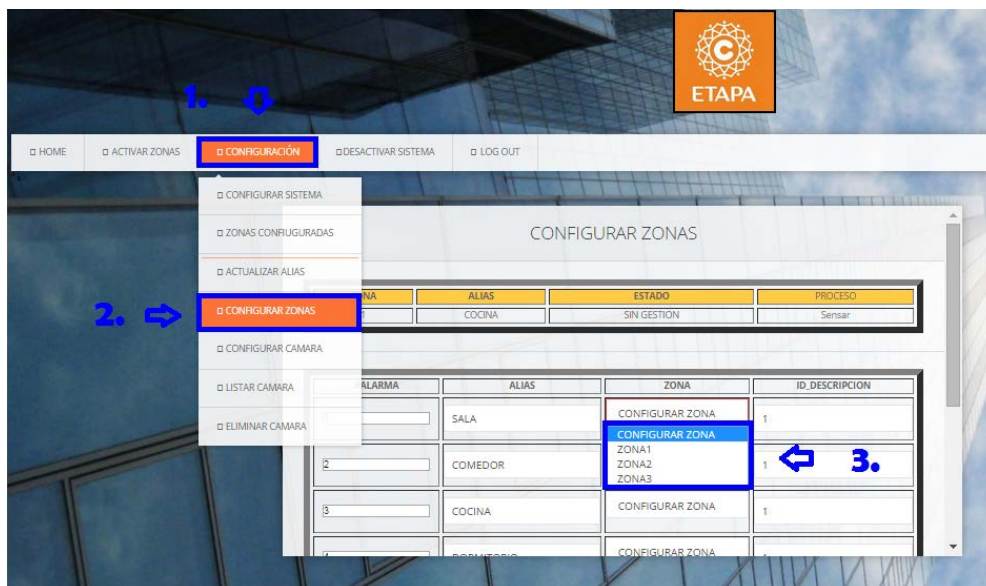 C
ETAPA
1.
HOME ACTIVAR ZONAS CONFIGURACIÓN DESACTIVAR SISTEMA LOG OUT
CONFIGURAR SISTEMA
ZONAS CONFIUGURADAS
ACTUALIZAR ALIAS
2.
CONFIGURAR ZONAS
CONFIGURAR CAMARA
LISTAR CAMARA
ELIMINAR CAMARA
CONFIGURAR ZONAS
ALIAS ESTADO PROCESO
COCINA SIN GESTION Sensar
ALARMA ALIAS ZONA ID_DESCRIPCION
SALA CONFIGURAR ZONA 1
CONFIGURAR ZONA
ZONA1
ZONA2
ZONA3
3.
2 COMEDOR 1
3 COCINA CONFIGURAR ZONA 1
DORMITORIO CONFIGURAR ZONA